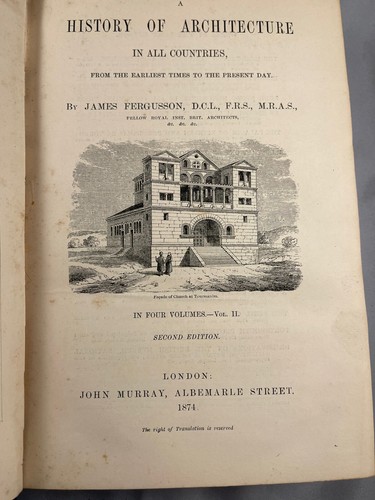 A
HISTORY OF ARCHITECTURE
IN ALL COUNTRIES,
FROM THE EARLIEST TIMES TO THE PRESENT DAY.
By JAMES FERGUSSON, D.C.L., F.R.S., M.R.A.S.,
FELLOW ROYAL INST. BRIT. ARCHITECTS,
&c. &c. &c.
Façade of Church at Tourmanin.
IN FOUR VOLUMES.—Vol. II.
SECOND EDITION.
LONDON:
JOHN MURRAY, ALBEMARLE STREET.
1874.
The right of Translation is reserved